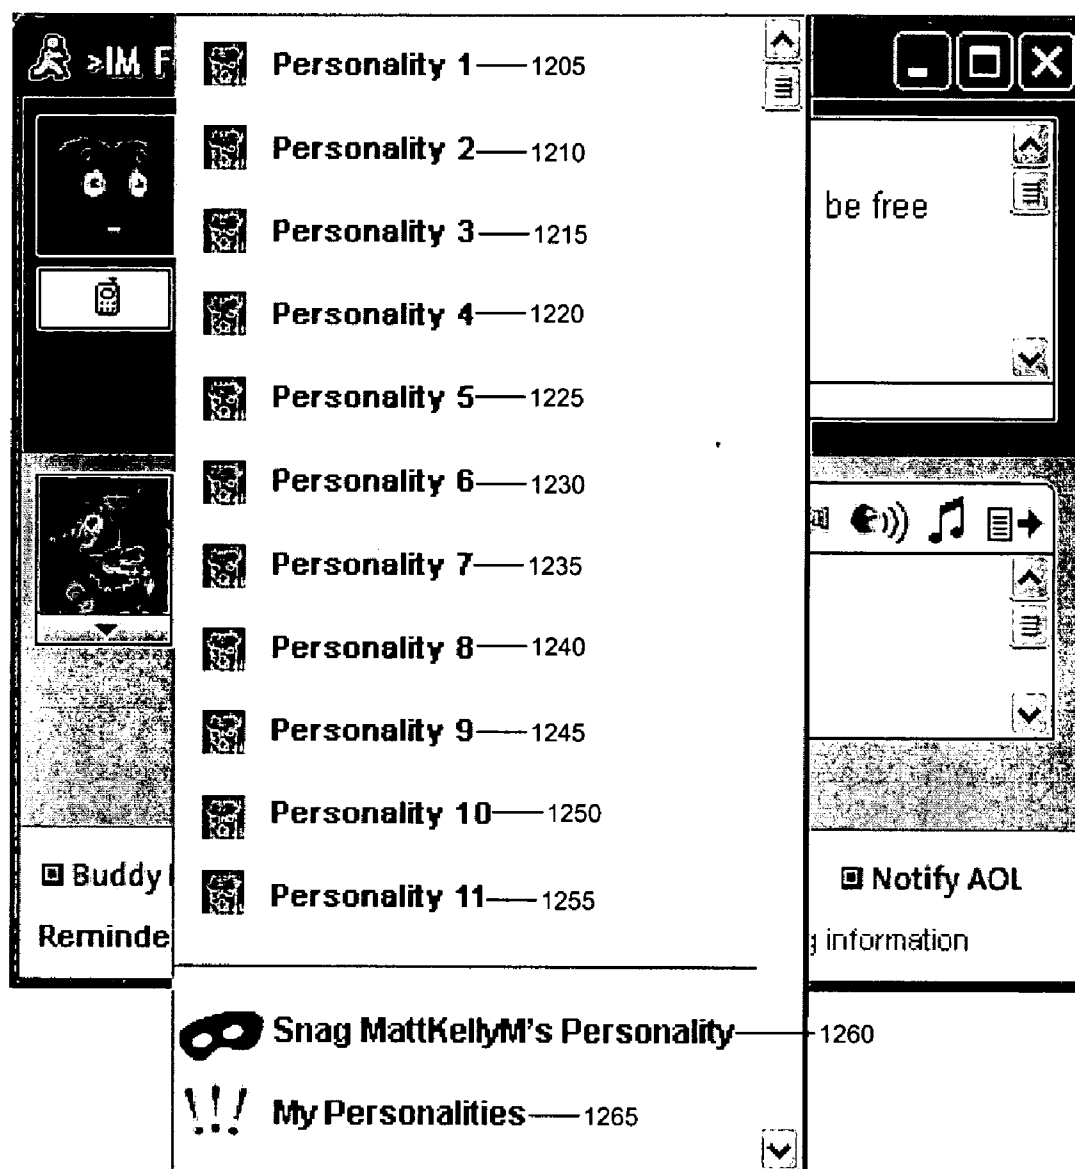 >IM F
Personality 1 1205
Personality 2 1210
be free
Personality 3 1215
Personality 4 1220
Personality 5 1225
Personality 6 1230
Personality 7 1235
Personality 8 1240
Personality 9 1245
Personality 10 1250
Buddy
Notify AOL
Personality 11 1255
Reminde
information
Snag MattKellyM's Personality 1260
My Personalities 1265